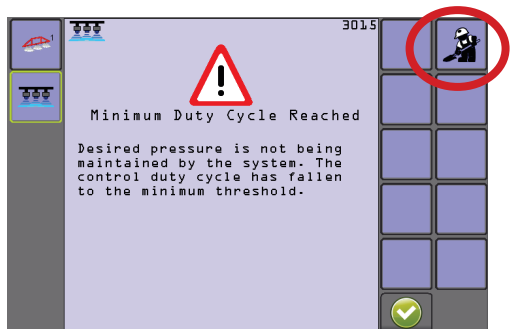 3015
1
Minimum Duty Cycle Reached
Desired pressure is not being
maintained by the system. The
control duty cycle has fallen
to the minimum threshold.